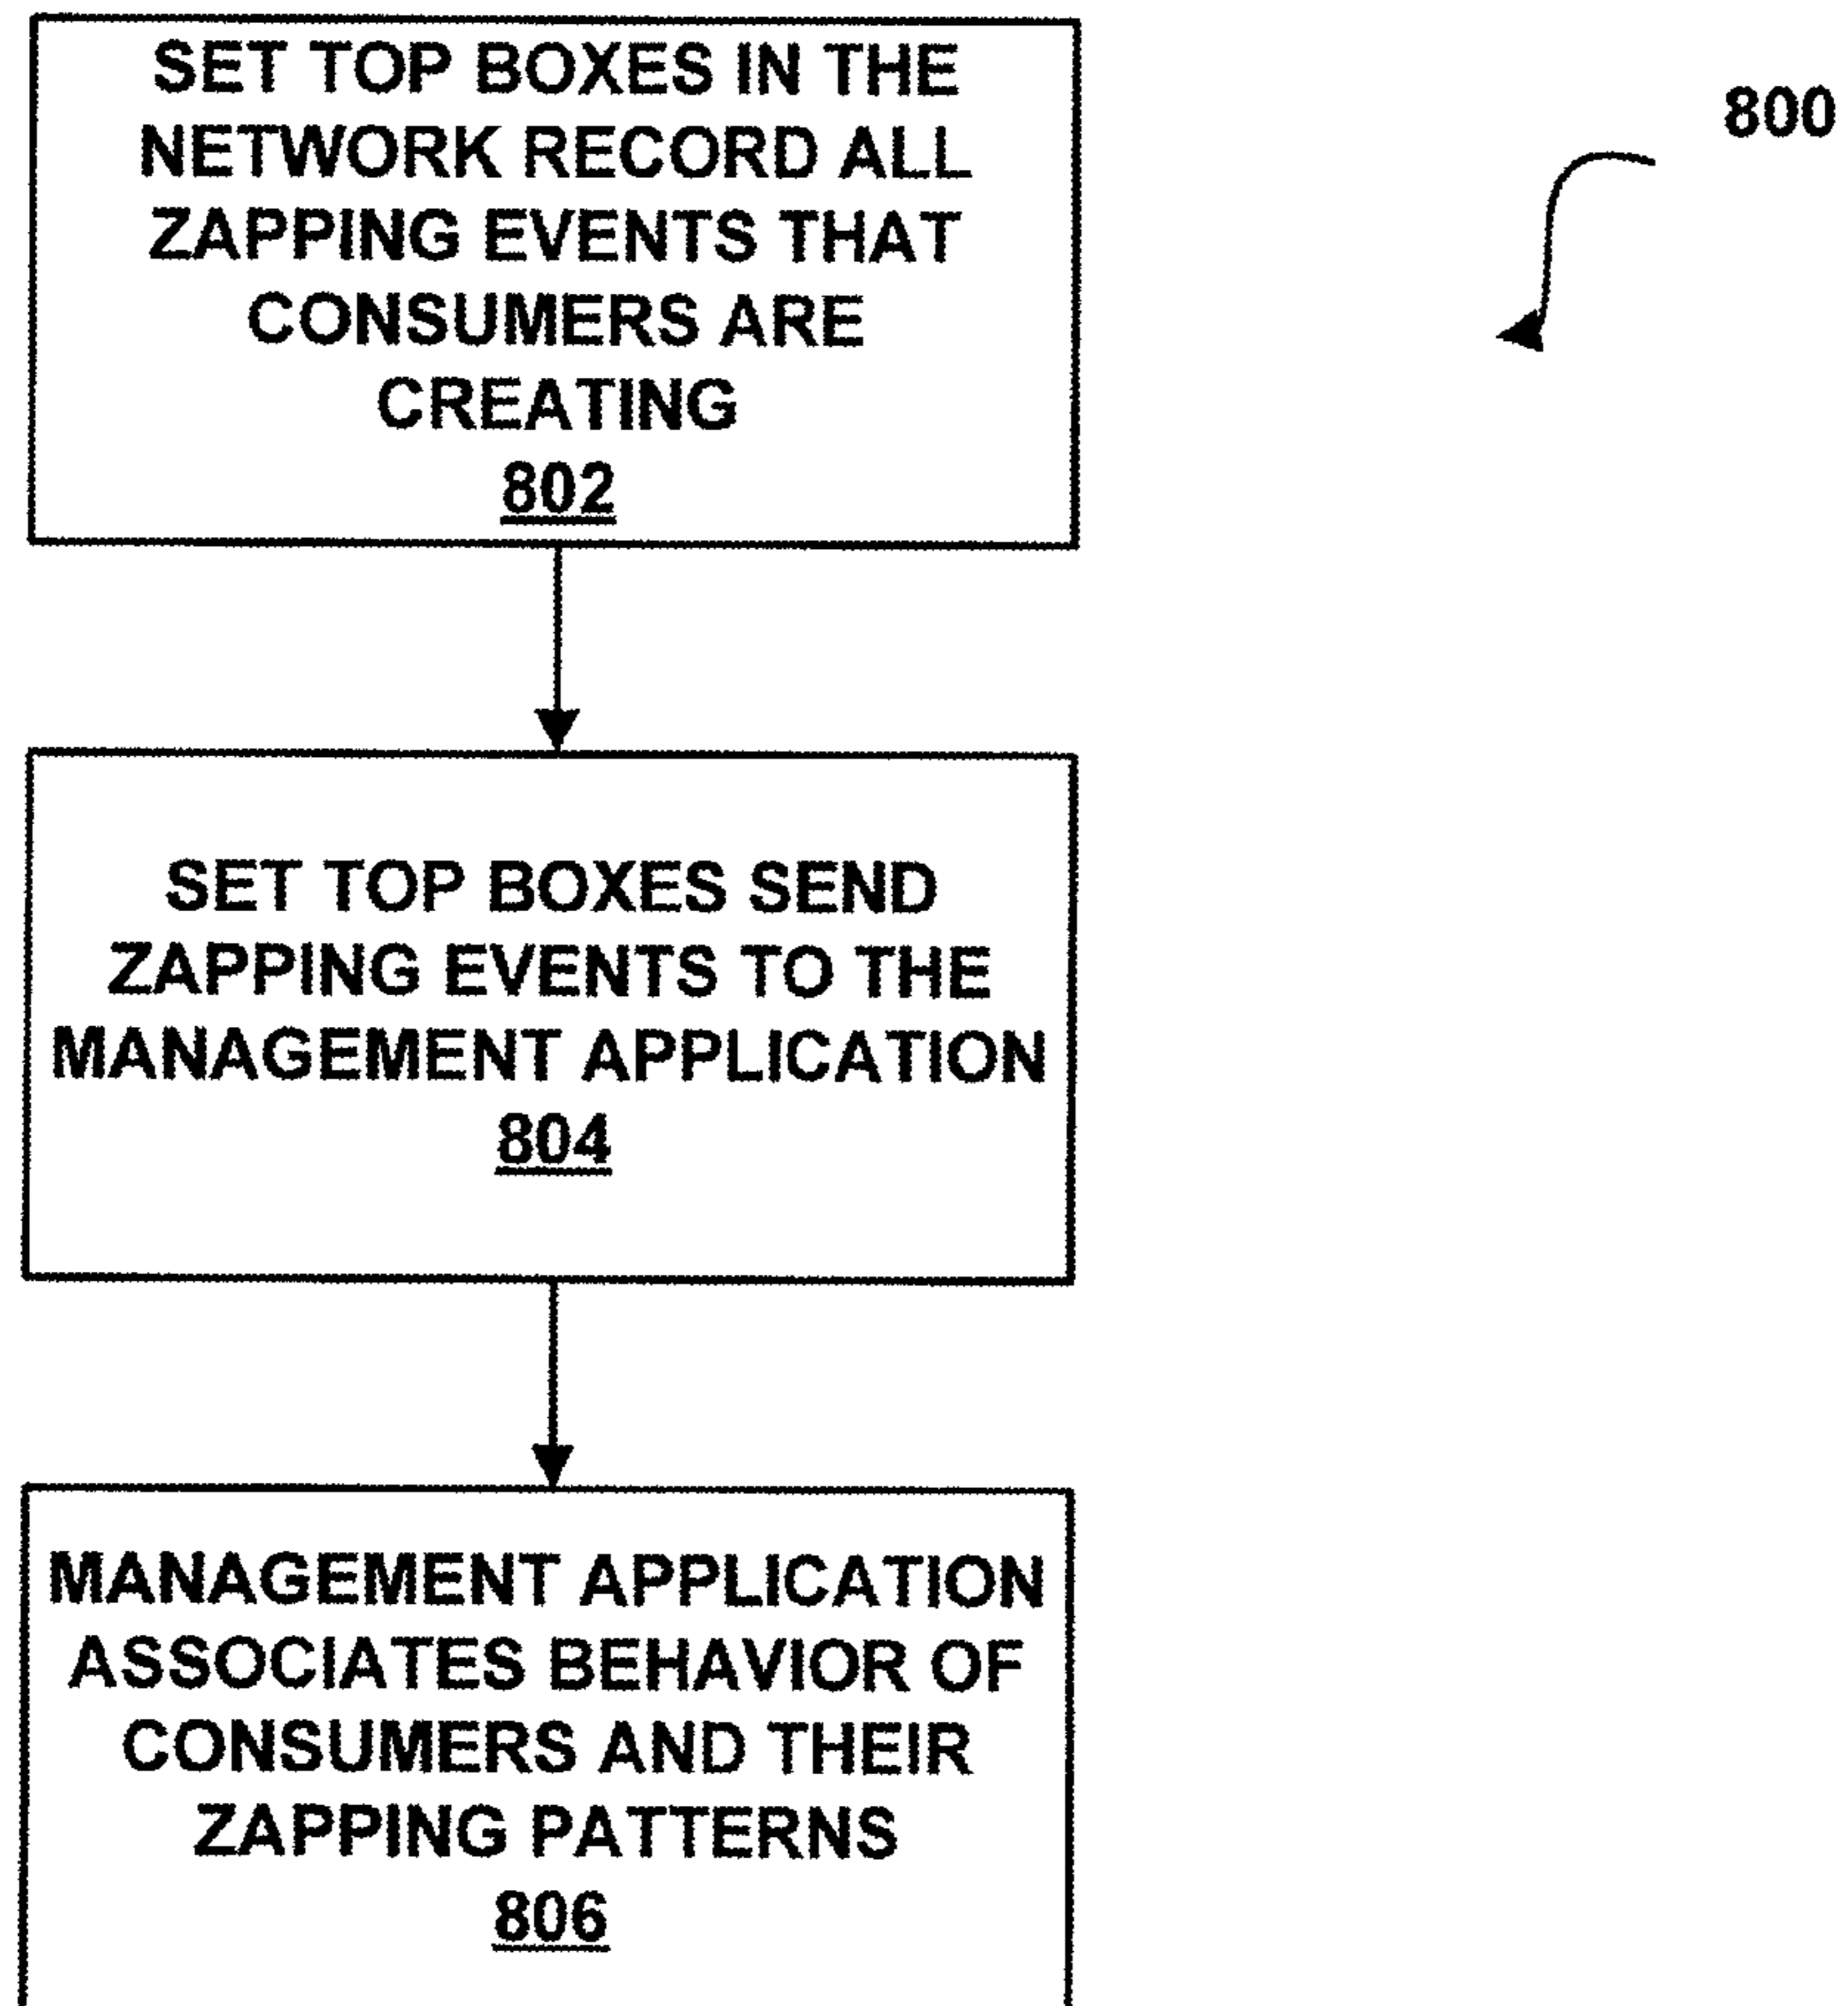 SET TOP BOXES IN THE
NETWORK RECORD ALL
ZAPPING EVENTS THAT
CONSUMERS ARE
CREATING
802
800
SET TOP BOXES SEND
ZAPPING EVENTS TO THE
MANAGEMENT APPLICATION
804
MANAGEMENT APPLICATION
ASSOCIATES BEHAVIOR OF
CONSUMERS AND THEIR
ZAPPING PATTERNS
806